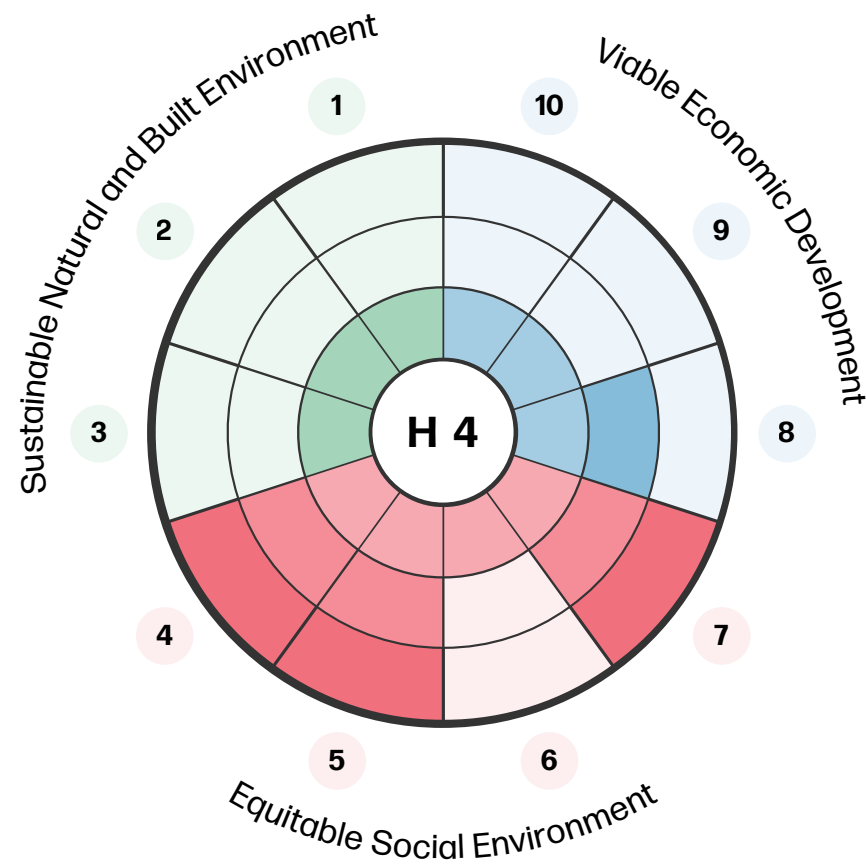 Sustainable Natural and Built Environment
Viable Economic Development
1
10
2
9
3
H 4
8
4
7
5
6
Equitable Social Environment